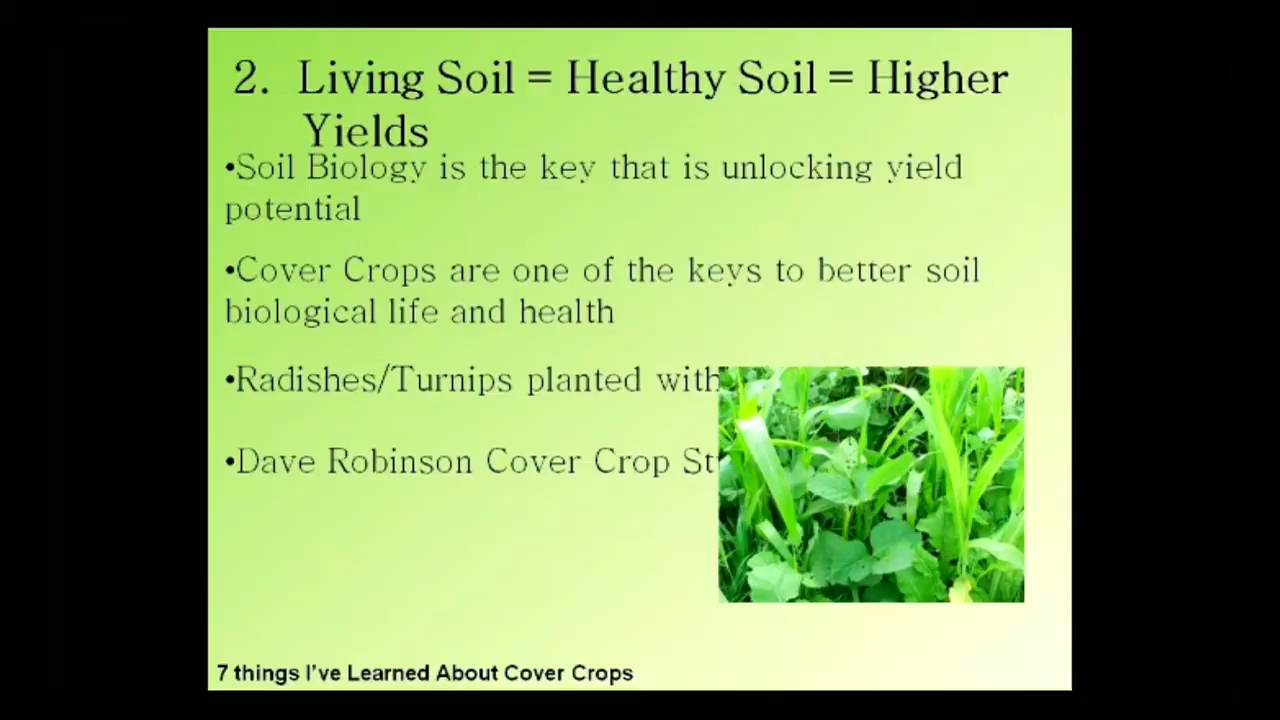 2. Living Soil = Healthy Soil = Higher
Yields
•Soil Biology is the key that is unlocking yield
potential
•Cover Crops are one of the keys to better soil
biological life and health
•Radishes/Turnips planted with
•Dave Robinson Cover Crop
7 things I've Learned About Cover Crops